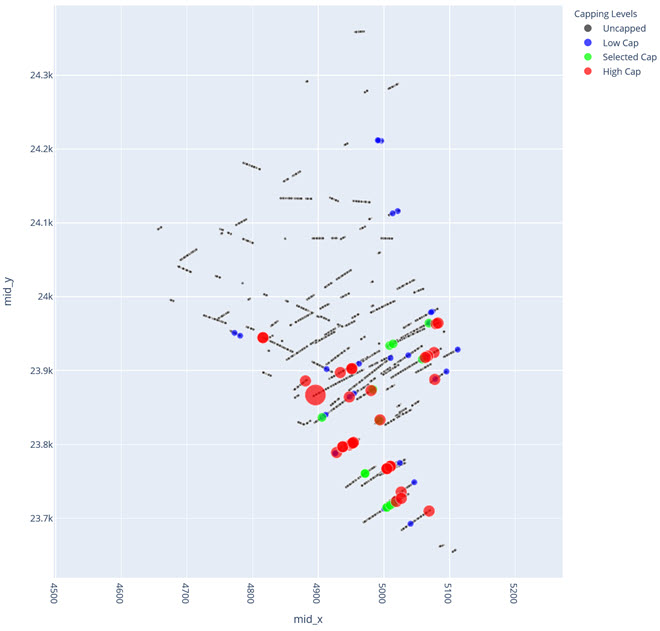 Capping Levels
Uncapped
Low Cap
Selected Cap
High Cap
24.3k
24.2k
24.1k
24k
23.9k
23.8k
23.7k
mid_y
4500
4600
4700
4800
4900
5000
5100
5200
mid_x